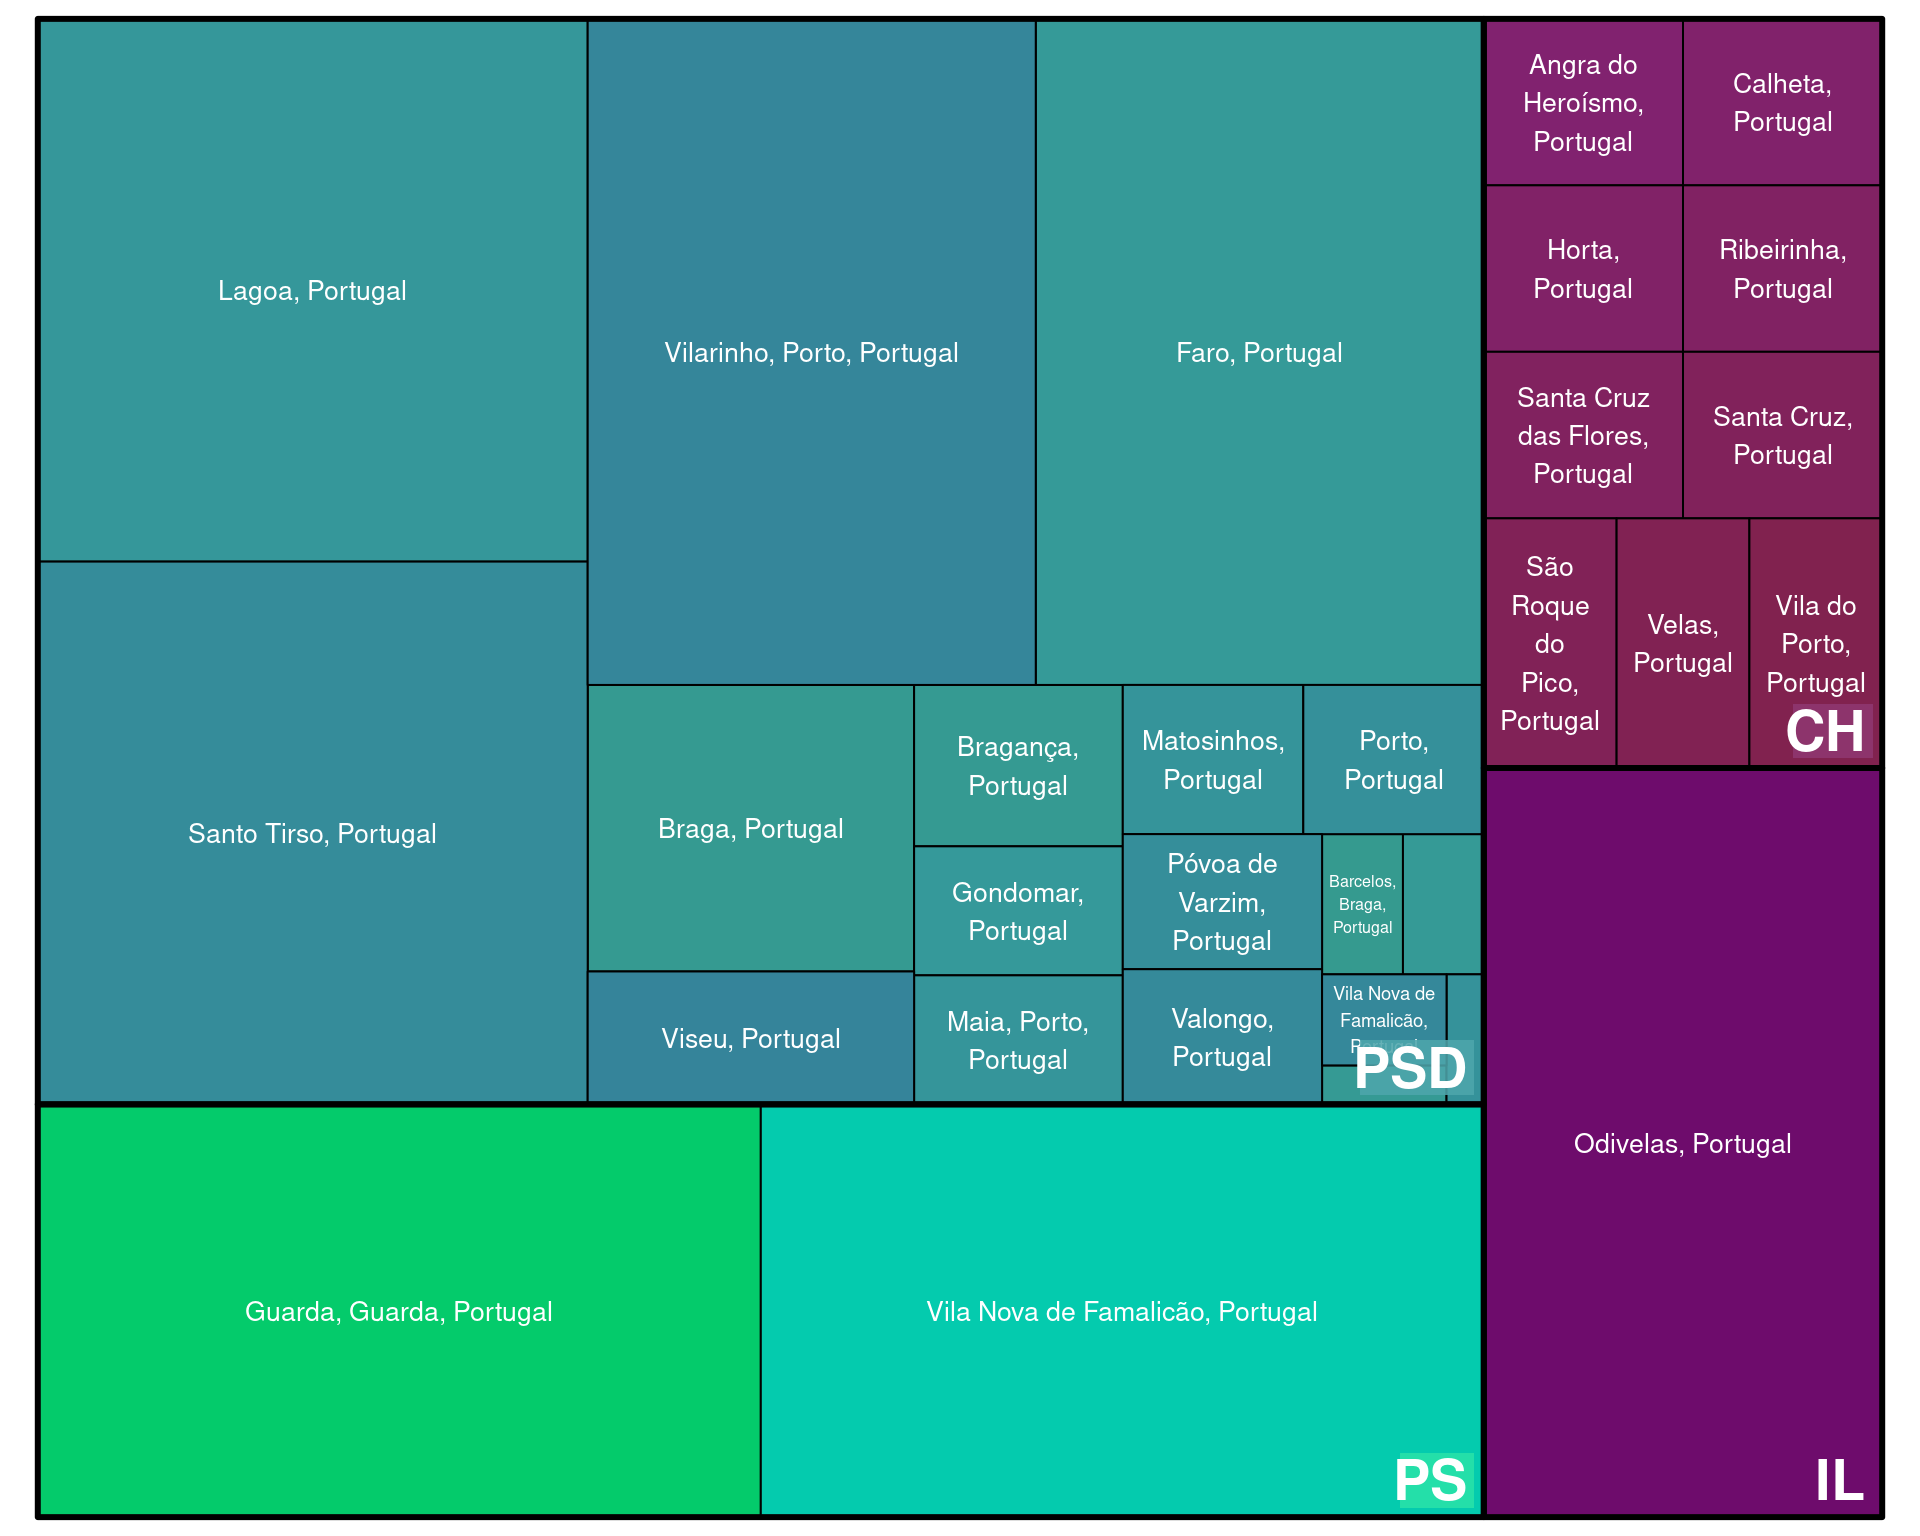 Lagoa, Portugal
Vilarinho, Porto, Portugal
Faro, Portugal
Santo Tirso, Portugal
Braga, Portugal
Viseu, Portugal
Bragança,
Portugal
Gondomar,
Portugal
Maia, Porto,
Portugal
Matosinhos,
Portugal
Porto,
Portugal
Póvoa de
Varzim,
Portugal
Valongo,
Portugal
Barcelos,
Braga,
Portugal
Vila Nova de
Famalicão,
PSD
Angra do
Heroísmo,
Portugal
Calheta,
Portugal
Horta,
Portugal
Ribeirinha,
Portugal
Santa Cruz
das Flores,
Portugal
Santa Cruz,
Portugal
São
Roque
do
Pico,
Portugal
Velas,
Portugal
Vila do
Porto,
Portugal
CH
Guarda, Guarda, Portugal
Vila Nova de Famalicão, Portugal
PS
Odivelas, Portugal
IL